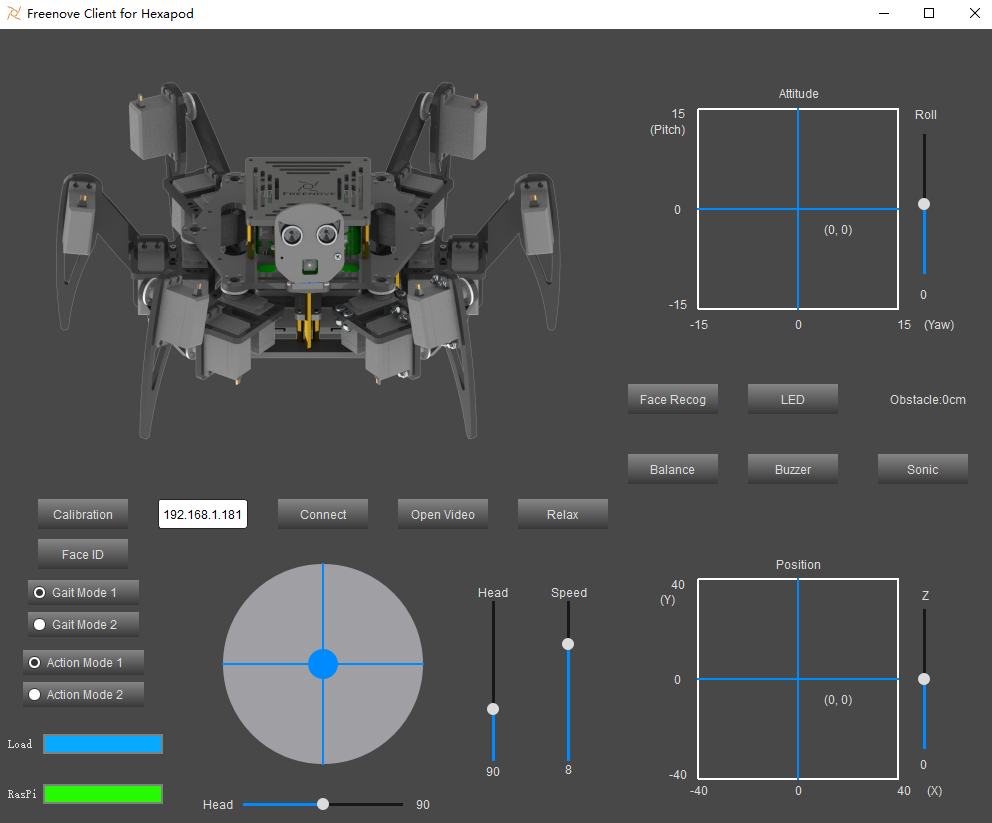 Freenove Client for Hexapod
FREENOVE
Attitude
15
(Pitch)
Roll
0
(0, 0)
0
-15
-15
0
15
(Yaw)
Face Recog
LED
Obstacle:0cm
Balance
Buzzer
Sonic
Calibration
192.168.1.181
Connect
Open Video
Relax
Face ID
Gait Mode 1
Gait Mode 2
Action Mode 1
Action Mode 2
Load
RasPi
Head
Speed
90
8
Head
90
Position
40
(Y)
Z
0
(0, 0)
0
-40
-40
0
40
(X)